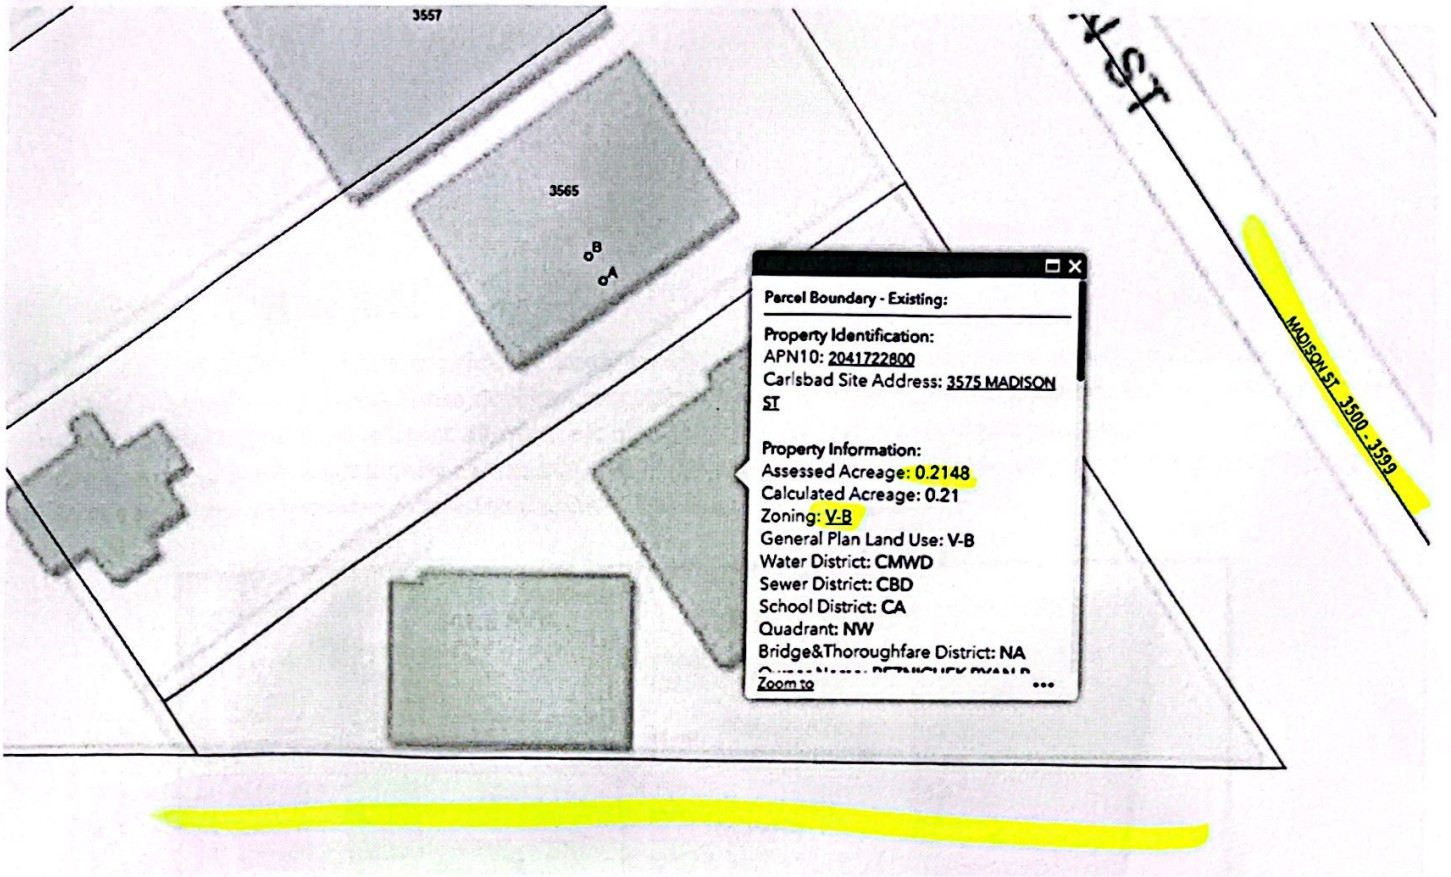 3557
N ST
3565
B
A
MADISON ST 3500 - 3599
Parcel Boundary - Existing:
Property Identification:
APN10: 2041722800
Carlsbad Site Address: 3575 MADISON
ST
Property Information:
Assessed Acreage: 0.2148
Calculated Acreage: 0.21
Zoning: V-B
General Plan Land Use: V-B
Water District: CMWD
Sewer District: CBD
School District: CA
Quadrant: NW
Bridge&Thoroughfare District: NA
Owner Name:
Zoom to